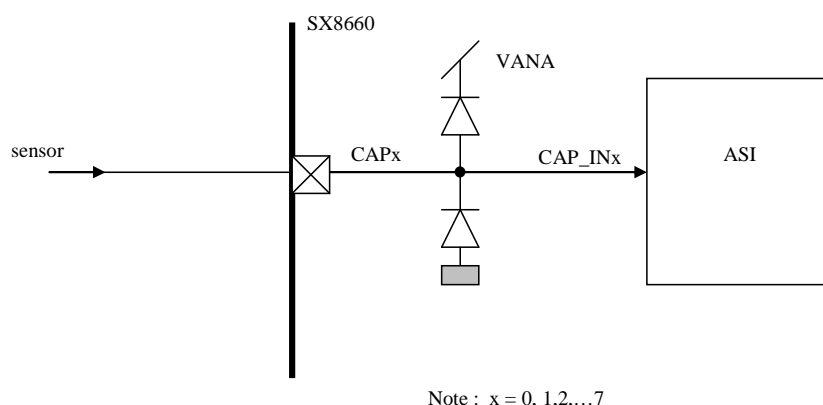 SX8660
VANA
sensor
CAPx
CAP_INx
ASI
Note : x = 0, 1,2,…7